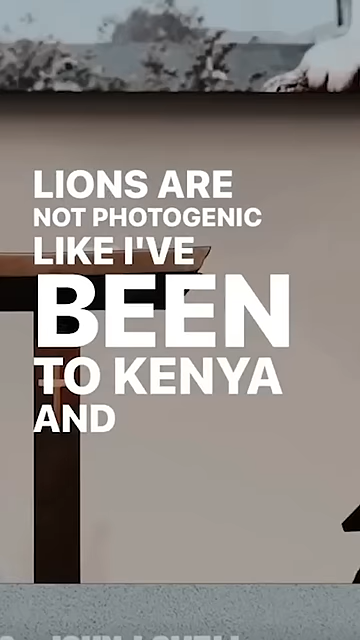 LIONS ARE
NOT PHOTOGENIC
LIKE I'VE
BEEN
TO KENYA
AND